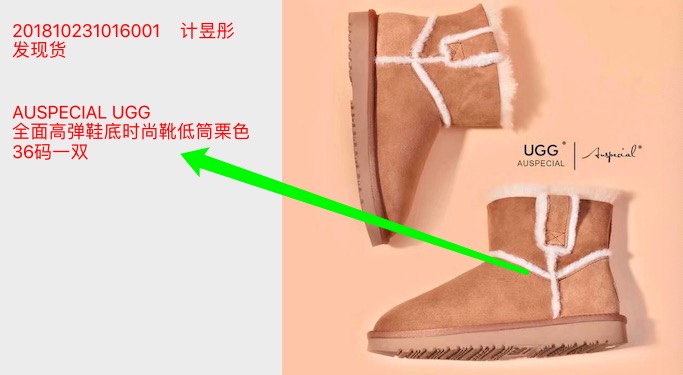 201810231016001 计昱彤
发现货
AUSPECIAL UGG
全面高弹鞋底时尚靴低筒栗色
36码一双
UGG®
AUSPECIAL
Auspecial®